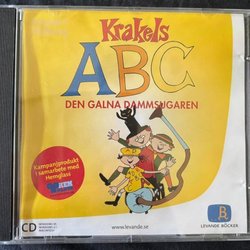 Krakels
ABC
DEN GALNA DAMMSUGAREN
Kampanjprodukt
i samarbete med
Hemglass
CD
www.levande.se
LEVANDE BÖCKER